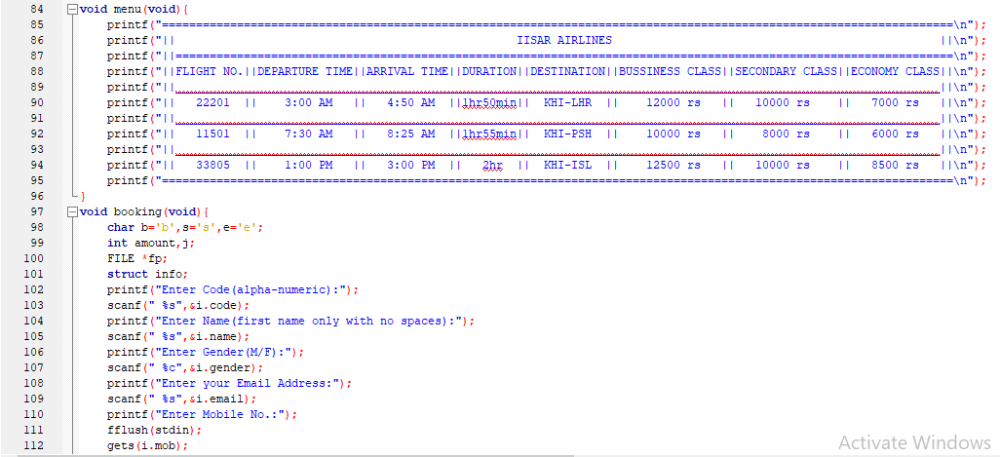 84 void menu(void){
85 printf("====================================================================================================================\n");
86 printf("|| IISAR AIRLINES ||\n");
87 printf("||================================================================================================================\n");
88 printf("||FLIGHT NO.||DEPARTURE TIME||ARRIVAL TIME||DURATION||DESTINATION||BUSSINESS CLASS||SECONDARY CLASS||ECONOMY CLASS||\n");
89 printf("||________________________________________________________________________________________________________________||\n");
90 printf("|| 22201 || 3:00 AM || 4:50 AM ||1hr50min|| KHI-LHR || 12000 rs || 10000 rs || 7000 rs ||\n");
91 printf("||________________________________________________________________________________________________________________||\n");
92 printf("|| 11501 || 7:30 AM || 8:25 AM ||1hr55min|| KHI-PSH || 10000 rs || 8000 rs || 6000 rs ||\n");
93 printf("||________________________________________________________________________________________________________________||\n");
94 printf("|| 33805 || 1:00 PM || 3:00 PM || 2hr || KHI-ISL || 12500 rs || 10000 rs || 8500 rs ||\n");
95 printf("====================================================================================================================\n");
96 }
97 void booking(void){
98 char b='b',s='s',e='e';
99 int amount,j;
100 FILE *fp;
101 struct info;
102 printf("Enter Code(alpha-numeric):");
103 scanf(" %s",&i.code);
104 printf("Enter Name(first name only with no spaces):");
105 scanf(" %s",&i.name);
106 printf("Enter Gender(M/F):");
107 scanf(" %c",&i.gender);
108 printf("Enter your Email Address:");
109 scanf(" %s",&i.email);
110 printf("Enter Mobile No.:");
111 fflush(stdin);
112 gets(i.mob);
Activate Windows